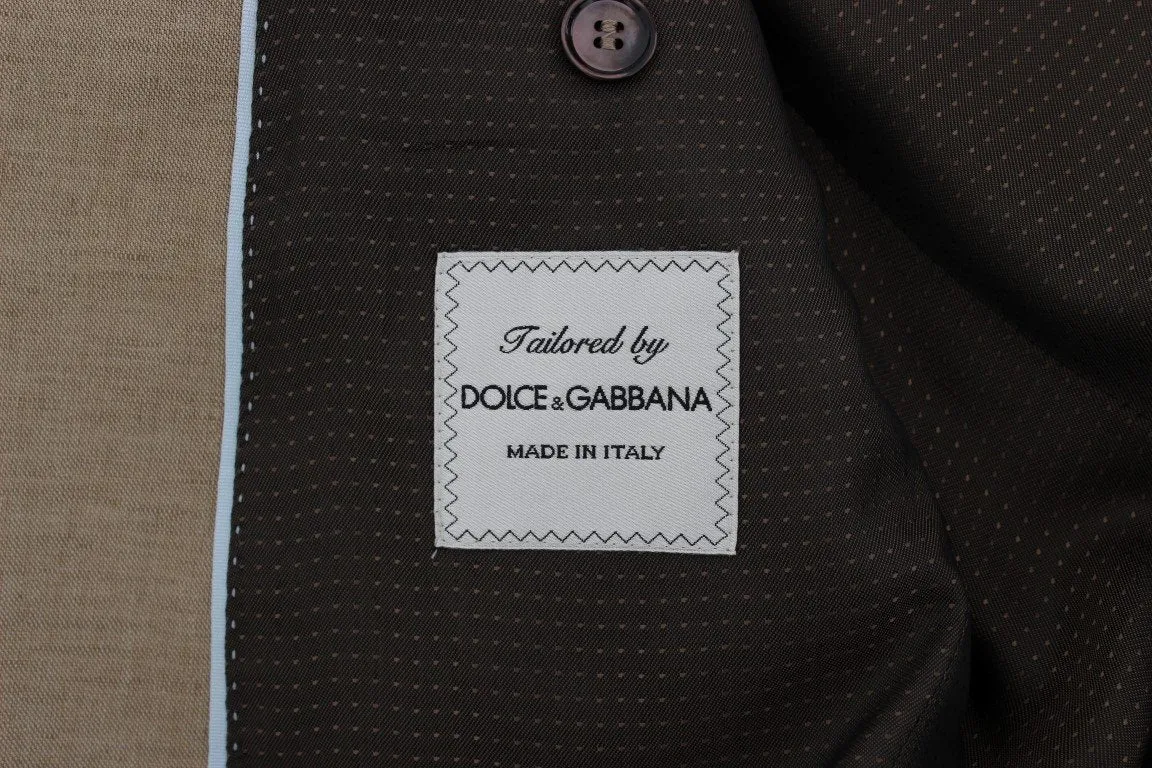 Tailored by
DOLCE & GABBANA
MADE IN ITALY